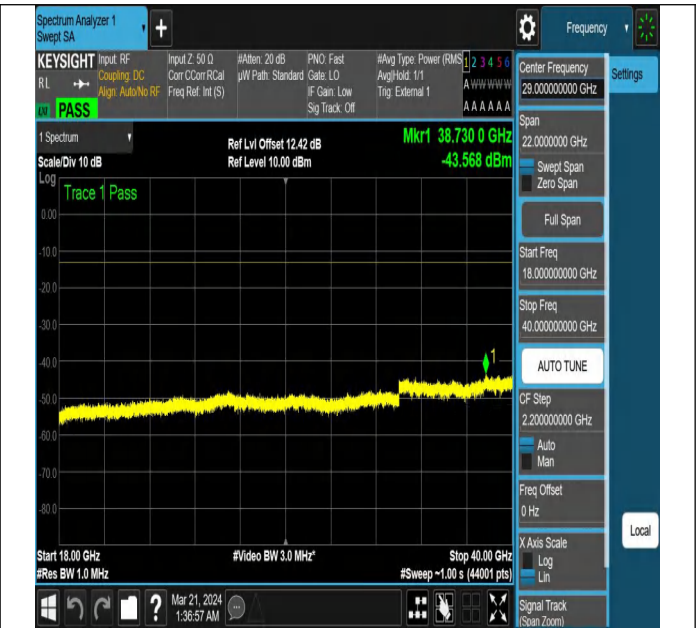 Spectrum Analyzer 1
Swept SA
+
Frequency
KEYSIGHT
RL
PASS
Input: RF
Coupling: DC
Align: Auto/No RF
Input Z: 50 Ω
Corr CCorr RCal
Freq Ref: Int (S)
#Atten: 20 dB
µW Path: Standard
PNO: Fast
Gate: LO
IF Gain: Low
Sig Track: Off
#Avg Type: Power (RMS
Avg|Hold: 1/1
Trig: External 1
1 2 3 4 5 6
A W W W W W
A A A A A A
1 Spectrum
Scale/Div 10 dB
Ref Lvl Offset 12.42 dB
Ref Level 10.00 dBm
Mkr1 38.730 0 GHz
-43.568 dBm
Log
Trace 1 Pass
0.00
-10.0
-20.0
-30.0
-40.0
-50.0
-60.0
-70.0
-80.0
1
Start 18.00 GHz
#Res BW 1.0 MHz
#Video BW 3.0 MHz*
Stop 40.00 GHz
#Sweep ~1.00 s (44001 pts)
?
Mar 21, 2024
1:36:57 AM
Center Frequency
29.000000000 GHz
Settings
Span
22.0000000 GHz
Swept Span
Zero Span
Full Span
Start Freq
18.000000000 GHz
Stop Freq
40.000000000 GHz
AUTO TUNE
CF Step
2.200000000 GHz
Auto
Man
Freq Offset
0 Hz
X Axis Scale
Log
Lin
Local
Signal Track
(Span Zoom)